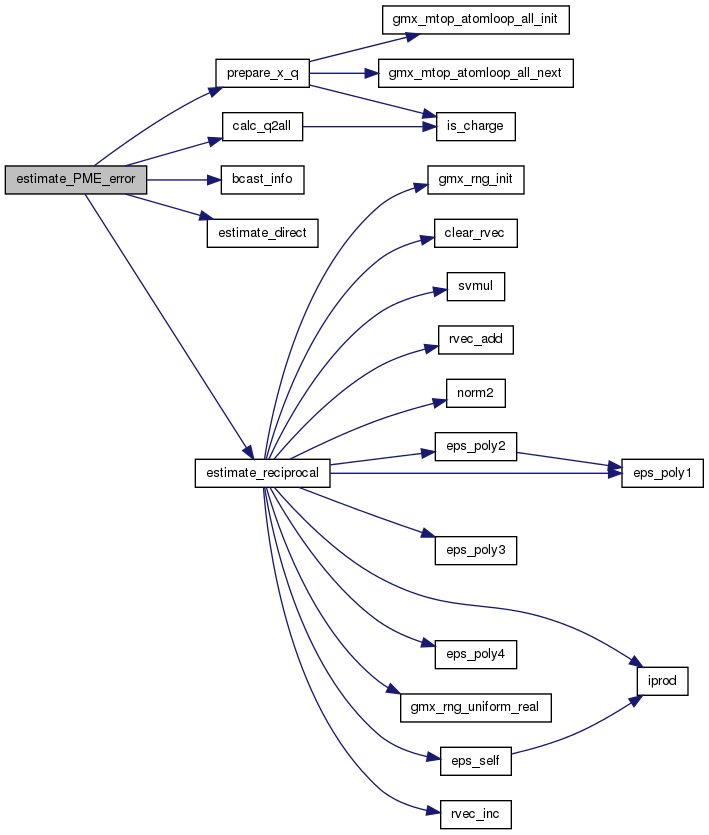 gmx_mtop_atomloop_all_init
prepare_x_q
gmx_mtop_atomloop_all_next
calc_q2all
is_charge
estimate_PME_error
bcast_info
gmx_rng_init
estimate_direct
clear_rvec
svmul
rvec_add
norm2
eps_poly2
estimate_reciprocal
eps_poly1
eps_poly3
eps_poly4
iprod
gmx_rng_uniform_real
eps_self
rvec_inc